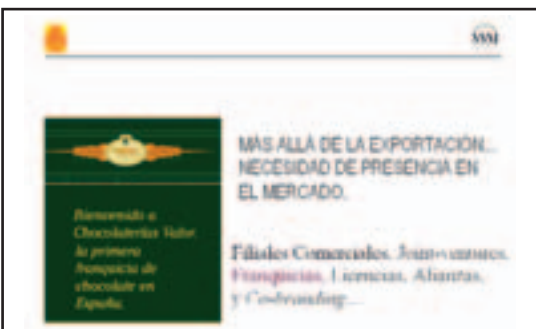 MÁS ALLÁ DE LA EXPORTACIÓN...
NECESIDAD DE PRESENCIA EN
EL MERCADO.
Bienvenido a
Chocolaterías Valor,
la primera
franquicia de
chocolate en
España.
Filiales Comerciales, Joint-ventures,
Franquicias, Licencias, Alianzas,
y Co-branding...